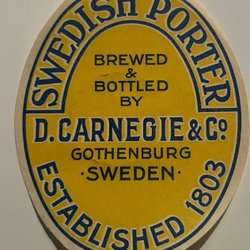 SWEDISH PORTER
BREWED
&
BOTTLED
BY
D. CARNEGIE & Cº
GOTHENBURG
· SWEDEN ·
ESTABLISHED 1803